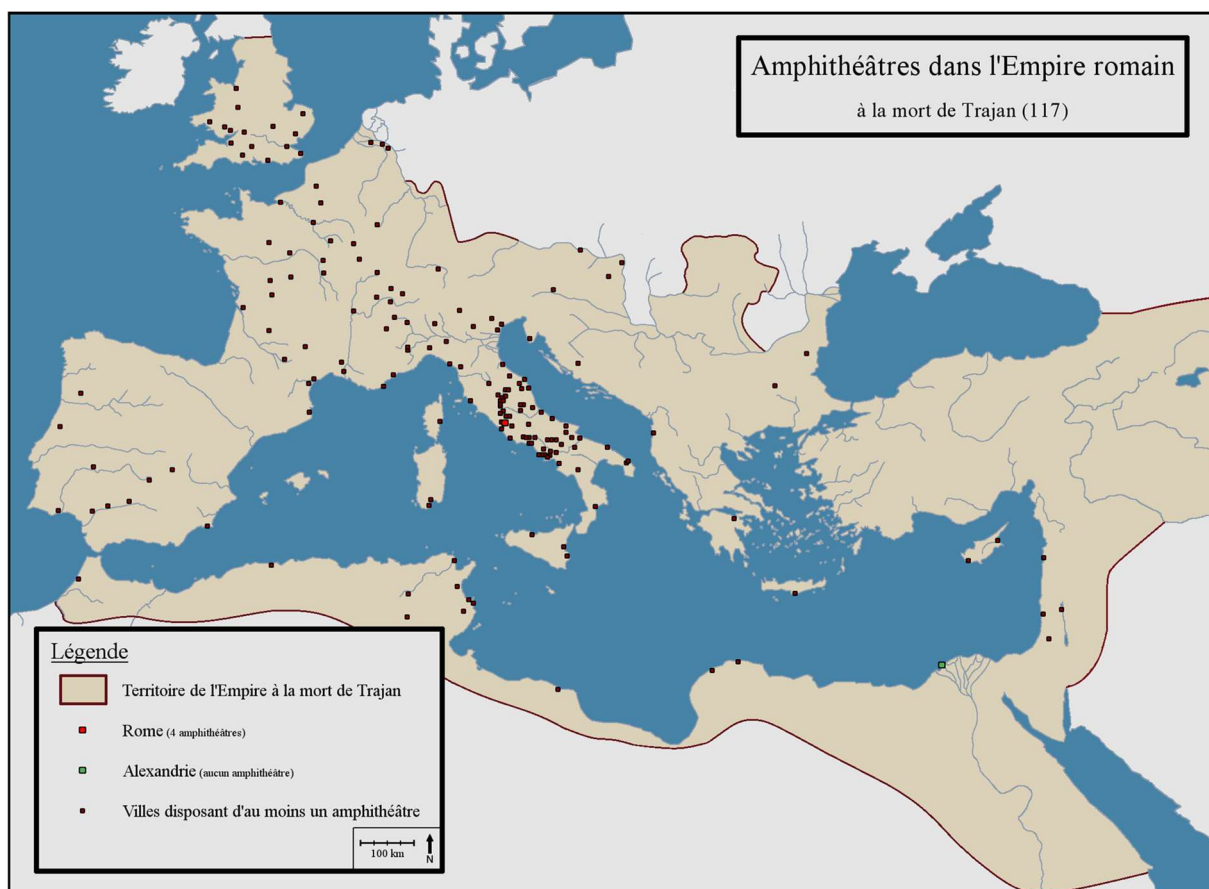 Amphithéâtres dans l'Empire romain
à la mort de Trajan (117)
Légende
Territoire de l'Empire à la mort de Trajan
Rome (4 amphithéâtres)
Alexandrie (aucun amphithéâtre)
Villes disposant d'au moins un amphithéâtre
100 km
N